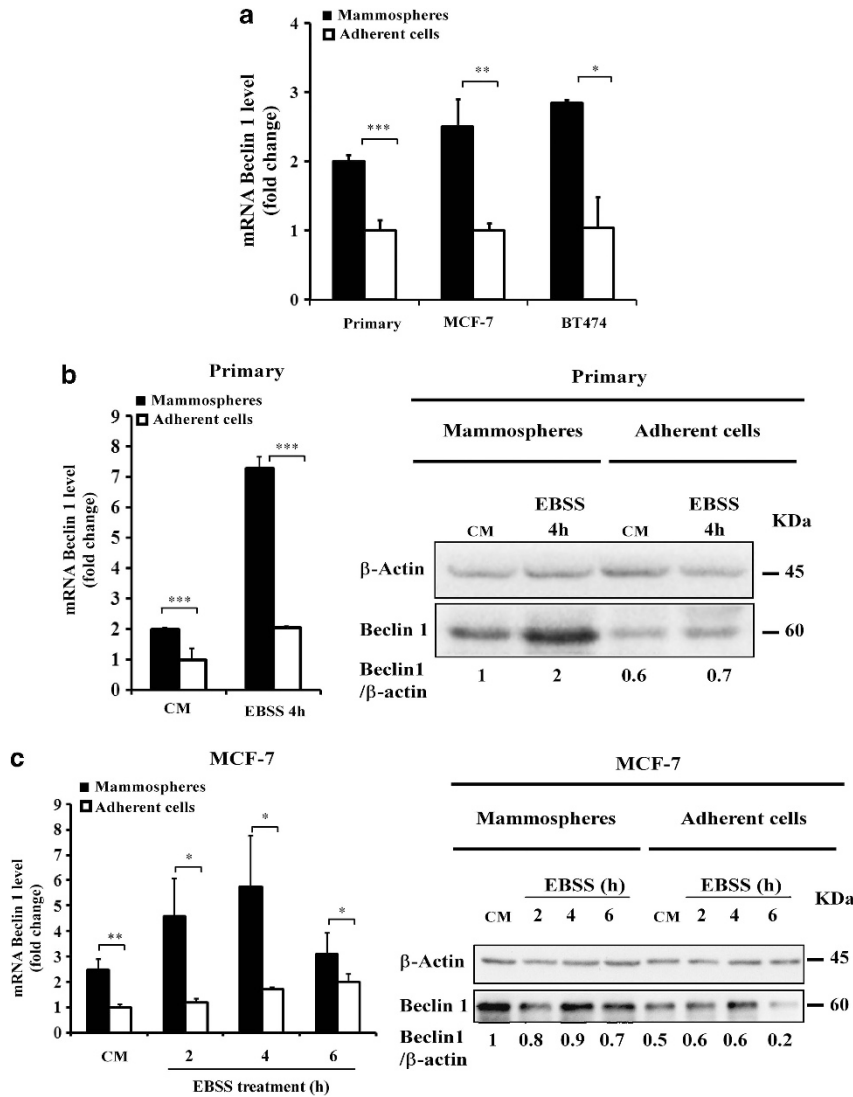 a
Mammospheres
Adherent cells
mRNA Beclin 1 level
(fold change)
4
3
2
1
0
***
**
*
Primary
MCF-7
BT474
b
Primary
Mammospheres
Adherent cells
mRNA Beclin 1 level
(fold change)
9
8
7
6
5
4
3
2
1
0
***
***
CM
EBSS 4h
Primary
Mammospheres
Adherent cells
CM
EBSS
4h
CM
EBSS
4h
KDa
β-Actin
45
Beclin 1
60
Beclin1
/β-actin
1 2 0.6 0.7
c
MCF-7
Mammospheres
Adherent cells
mRNA Beclin 1 level
(fold change)
9
8
7
6
5
4
3
2
1
0
**
*
*
*
CM
2
4
6
EBSS treatment (h)
MCF-7
Mammospheres
Adherent cells
EBSS (h)
EBSS (h)
KDa
CM 2 4 6 CM 2 4 6
β-Actin
45
Beclin 1
60
Beclin1
/β-actin
1 0.8 0.9 0.7 0.5 0.6 0.6 0.2